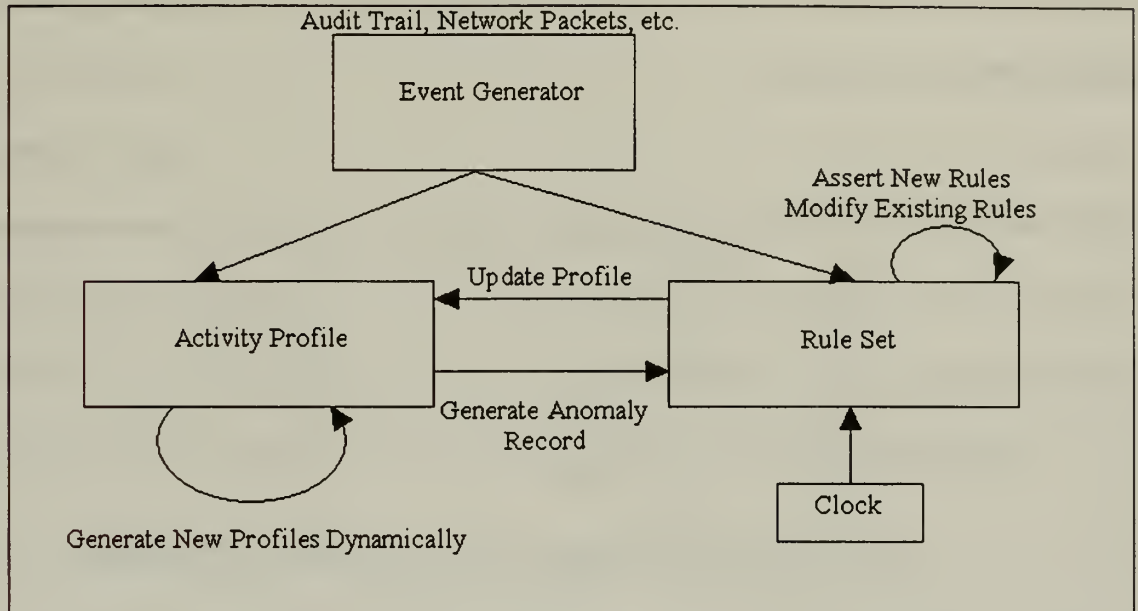 Audit Trail, Network Packets, etc.
Event Generator
Assert New Rules
Modify Existing Rules
Update Profile
Activity Profile
Rule Set
Generate Anomaly
Record
Clock
Generate New Profiles Dynamically